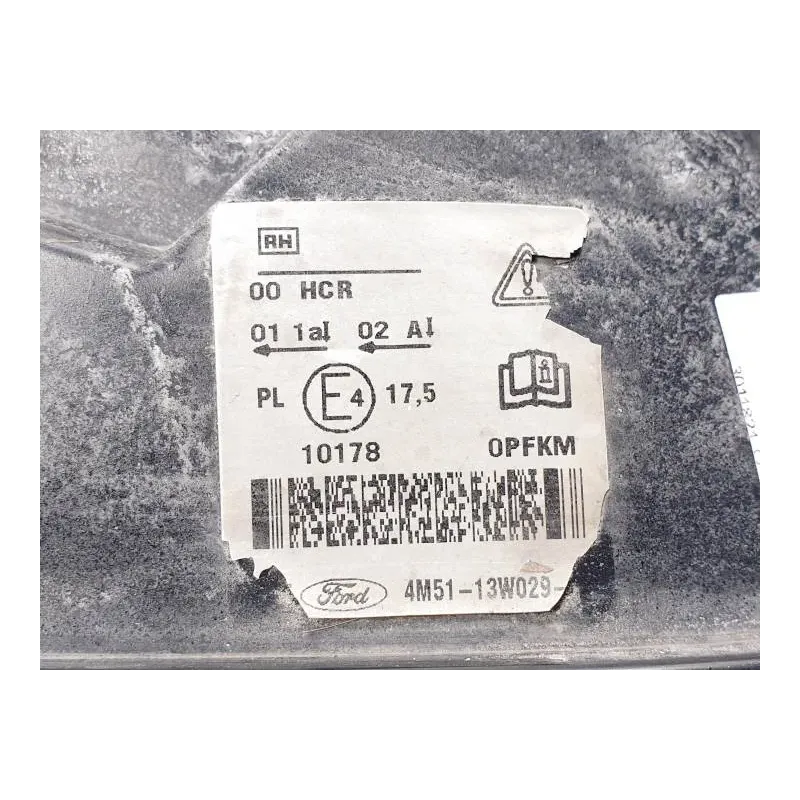 RH
00 HCR
01 1a 02 A
PL E4 17,5
10178 0PFKM
Ford 4M51-13W029-